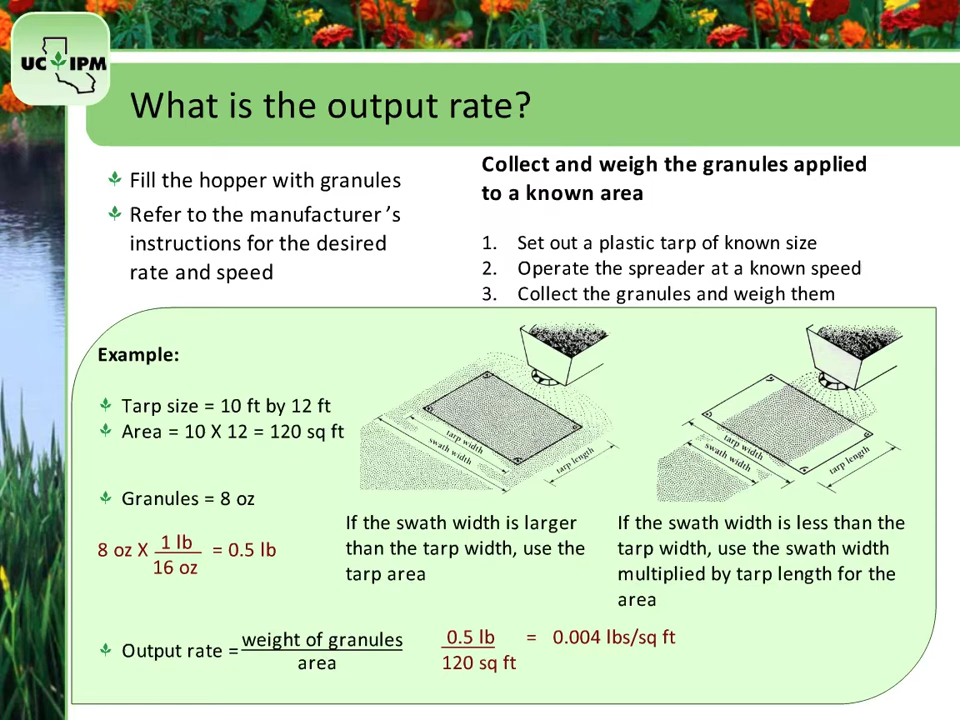 UC IPM
What is the output rate?
Fill the hopper with granules
Refer to the manufacturer’s
instructions for the desired
rate and speed
Collect and weigh the granules applied
to a known area
1. Set out a plastic tarp of known size
2. Operate the spreader at a known speed
3. Collect the granules and weigh them
Example:
Tarp size = 10 ft by 12 ft
Area = 10 X 12 = 120 sq ft
Granules = 8 oz
8 oz X 1 lb = 0.5 lb
16 oz
tarp width
swath width
tarp length
If the swath width is larger
than the tarp width, use the
tarp area
tarp width
swath width
tarp length
If the swath width is less than the
tarp width, use the swath width
multiplied by tarp length for the
area
Output rate = weight of granules
area
0.5 lb = 0.004 lbs/sq ft
120 sq ft